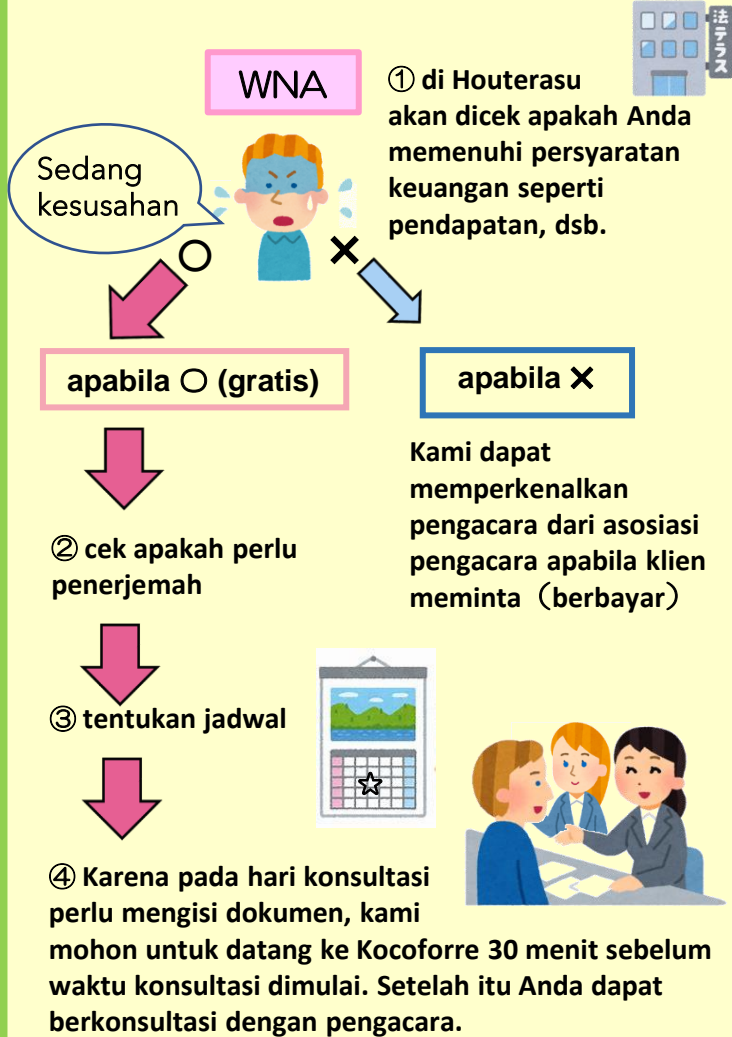 法テラス
WNA
① di Houterasu
akan dicek apakah Anda
memenuhi persyaratan
keuangan seperti
pendapatan, dsb.
Sedang
kesusahan
○
×
apabila ○ (gratis)
apabila ×
Kami dapat
memperkenalkan
pengacara dari asosiasi
pengacara apabila klien
meminta（berbayar）
② cek apakah perlu
penerjemah
③ tentukan jadwal
④ Karena pada hari konsultasi
perlu mengisi dokumen, kami
mohon untuk datang ke Kocoforre 30 menit sebelum
waktu konsultasi dimulai. Setelah itu Anda dapat
berkonsultasi dengan pengacara.